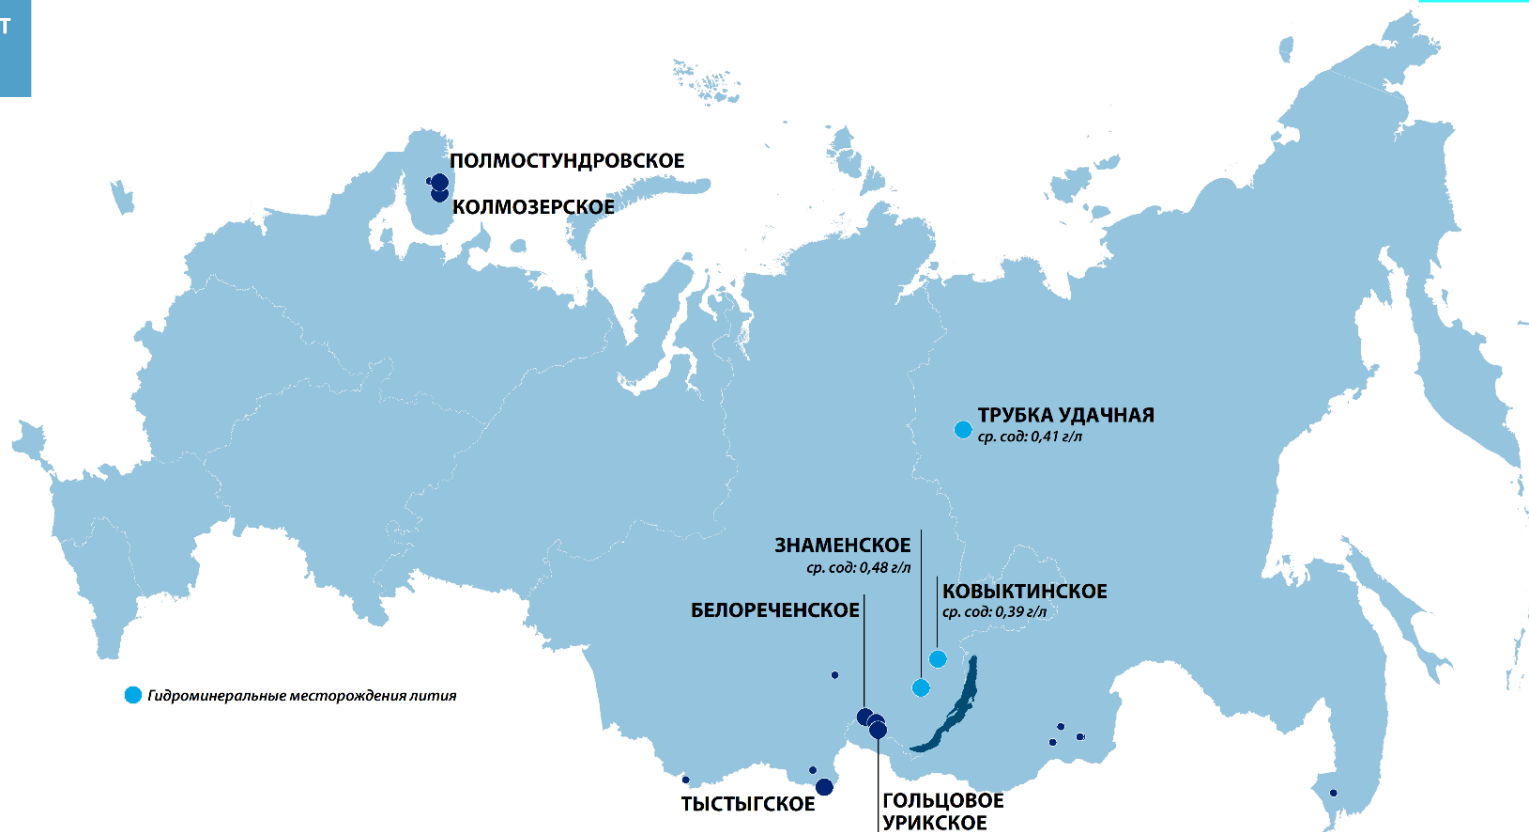 Т
ПОЛМОСТУНДРОВСКОЕ
КОЛМОЗЕРСКОЕ
ТРУБКА УДАЧНАЯ
ср. сод: 0,41 г/л
ЗНАМЕНСКОЕ
ср. сод: 0,48 г/л
КОВЫКТИНСКОЕ
ср. сод: 0,39 г/л
БЕЛОРЕЧЕНСКОЕ
Гидроминеральные месторождения лития
ТЫСТЫГСКОЕ
ГОЛЬЦОВОЕ
УРИКСКОЕ